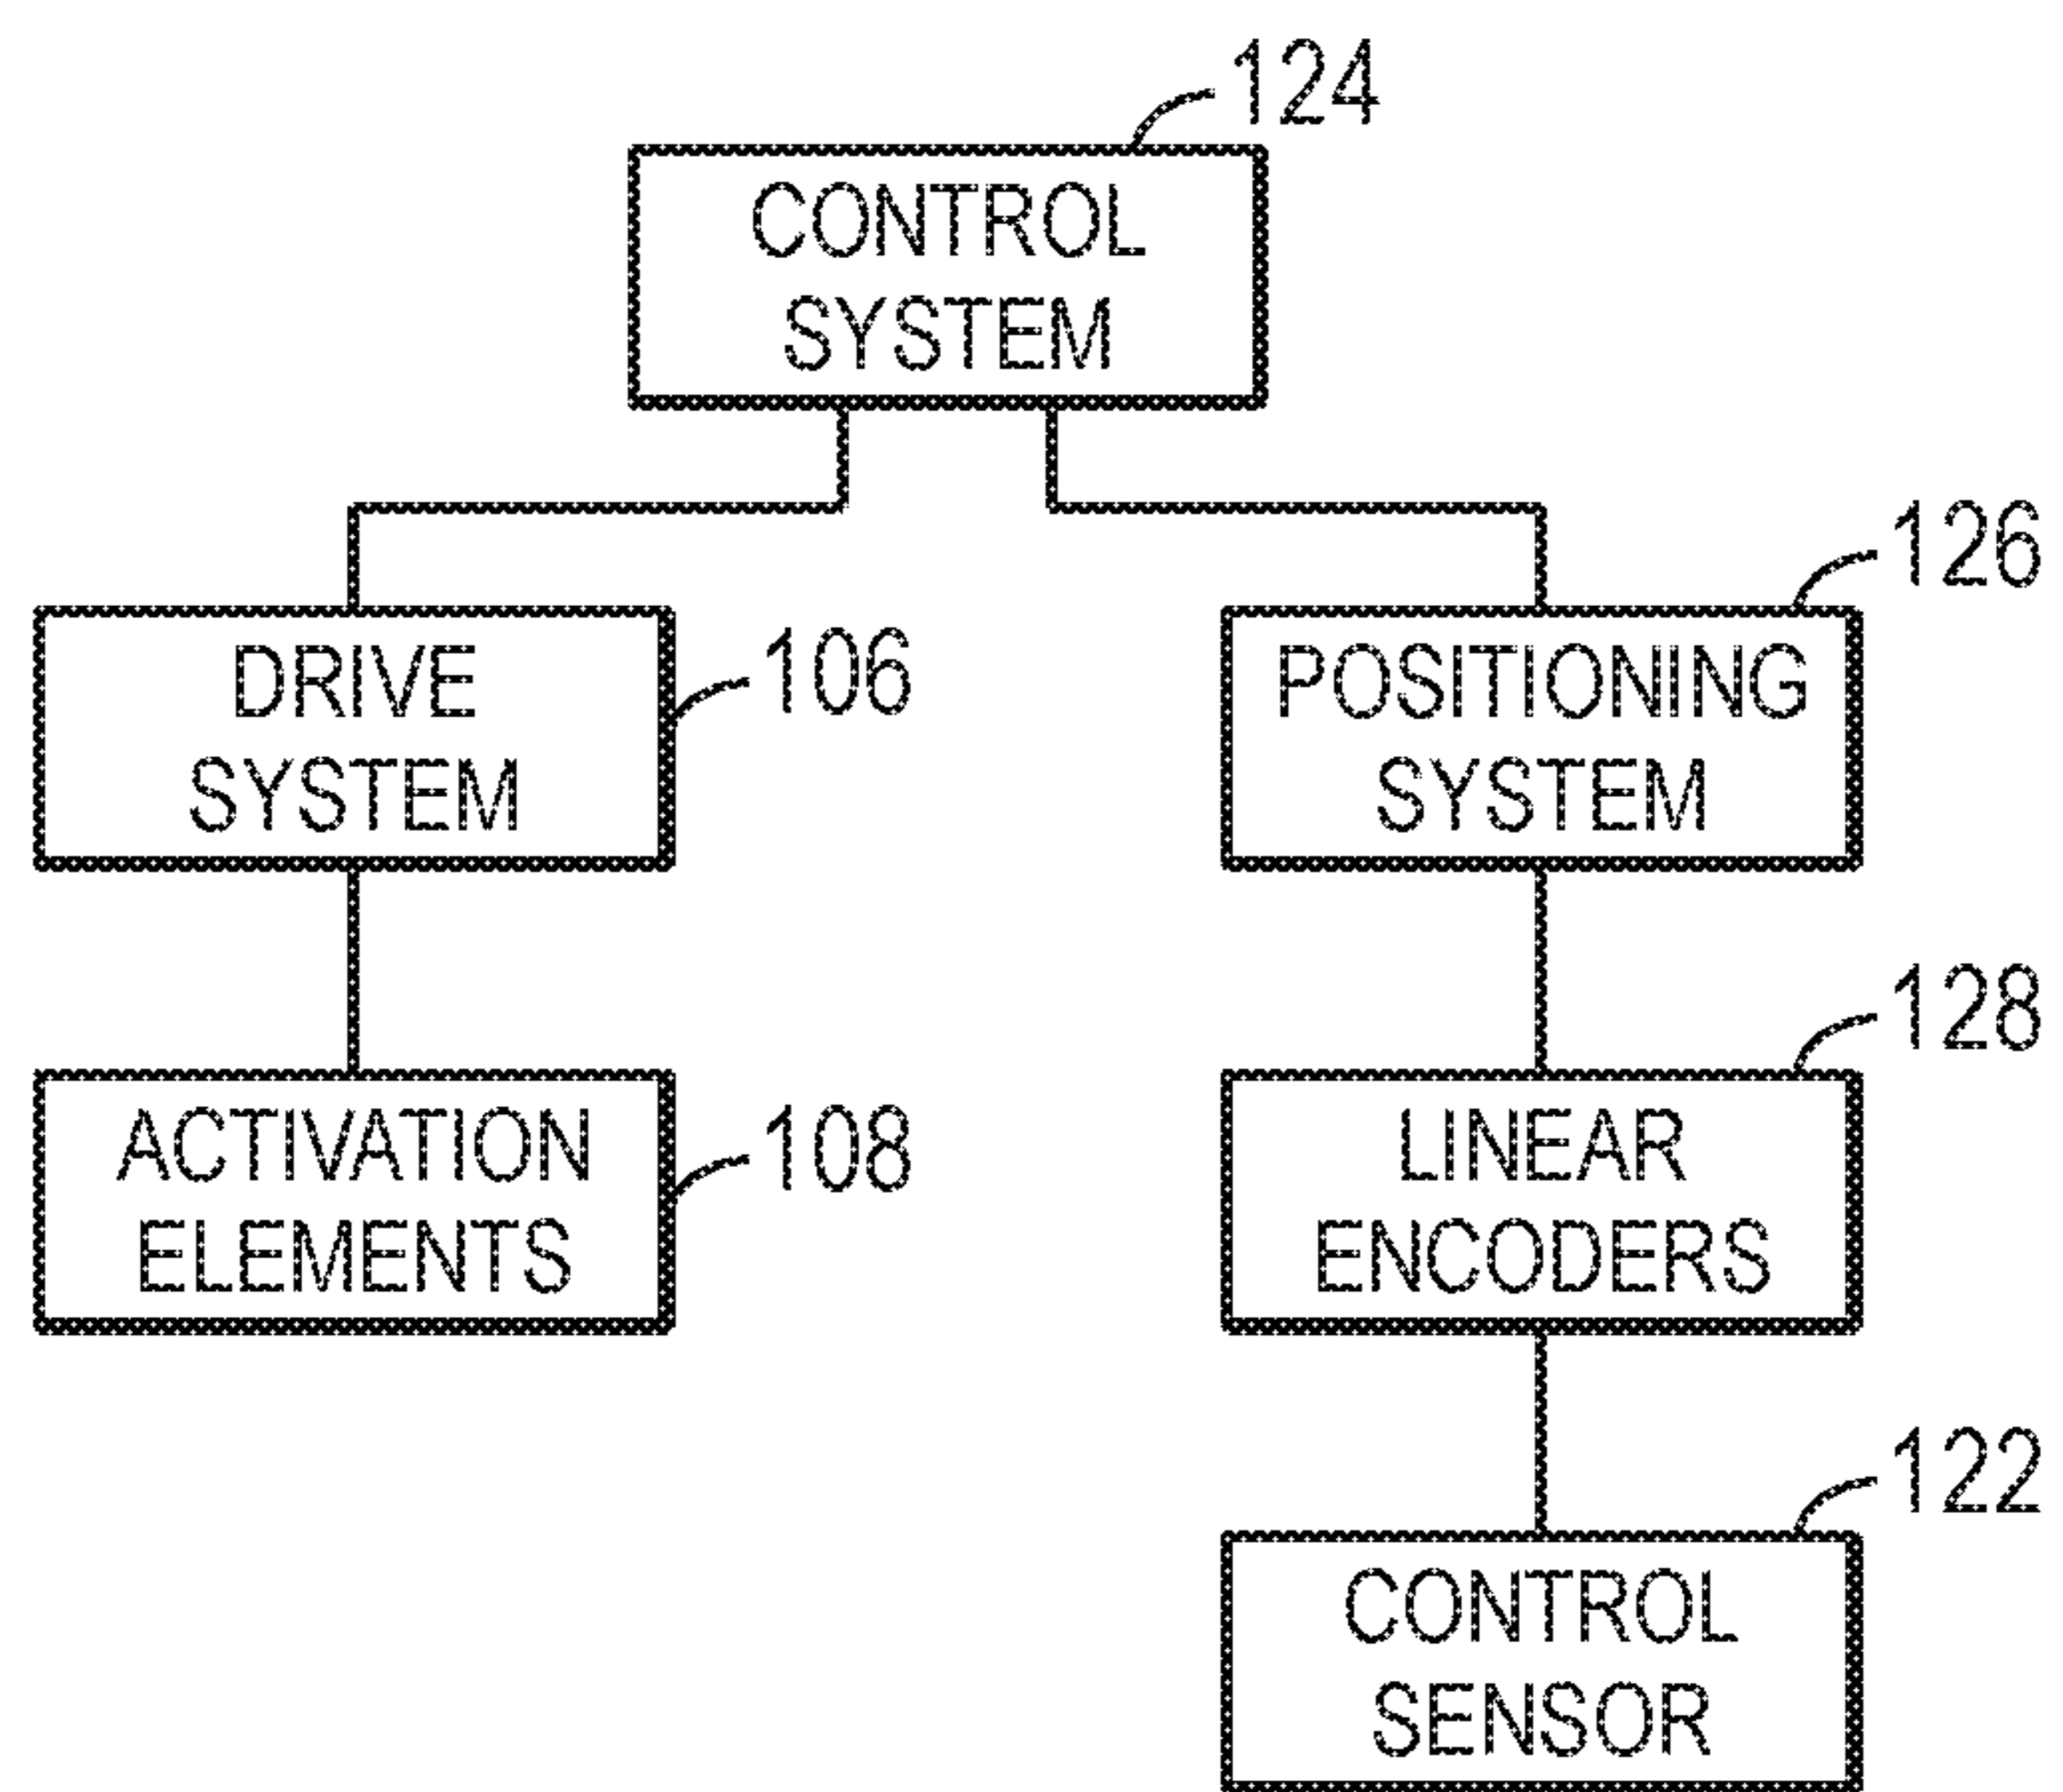 124
CONTROL
SYSTEM
126
DRIVE
SYSTEM
106
POSITIONING
SYSTEM
128
ACTIVATION
ELEMENTS
108
LINEAR
ENCODERS
122
CONTROL
SENSOR